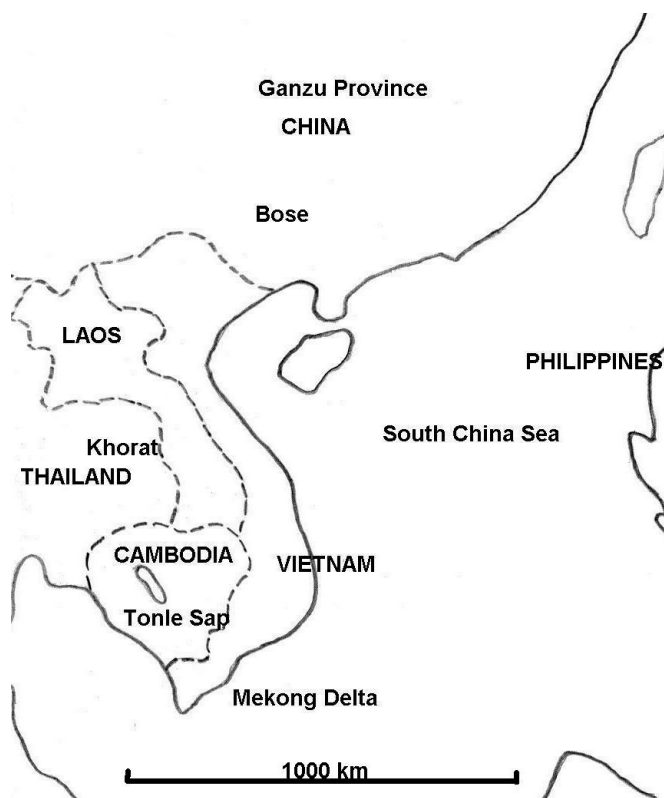 Ganzu Province
CHINA
Bose
LAOS
PHILIPPINES
South China Sea
Khorat
THAILAND
CAMBODIA
VIETNAM
Tonle Sap
Mekong Delta
1000 km